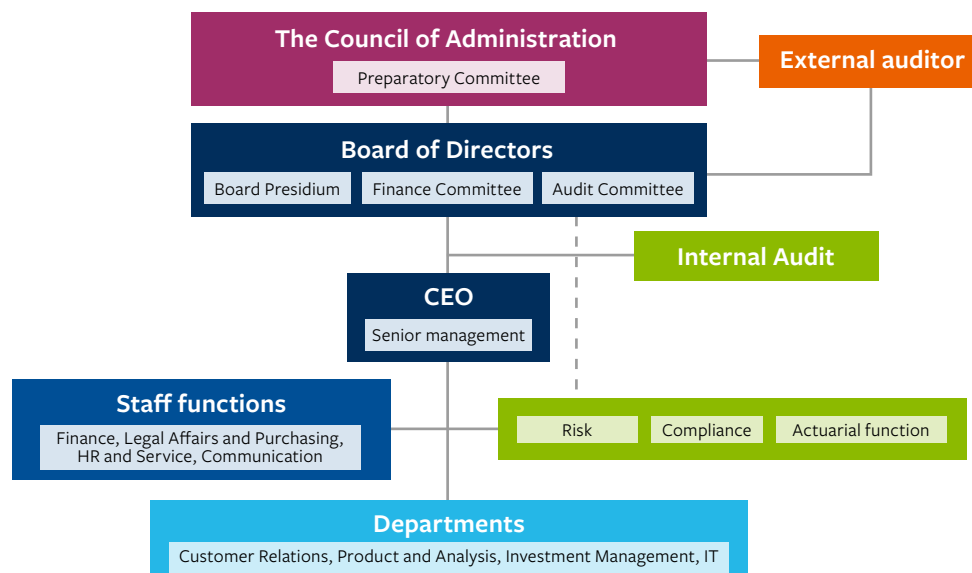 The Council of Administration
Preparatory Committee
External auditor
Board of Directors
Board Presidium
Finance Committee
Audit Committee
Internal Audit
CEO
Senior management
Staff functions
Finance, Legal Affairs and Purchasing,
HR and Service, Communication
Risk
Compliance
Actuarial function
Departments
Customer Relations, Product and Analysis, Investment Management, IT